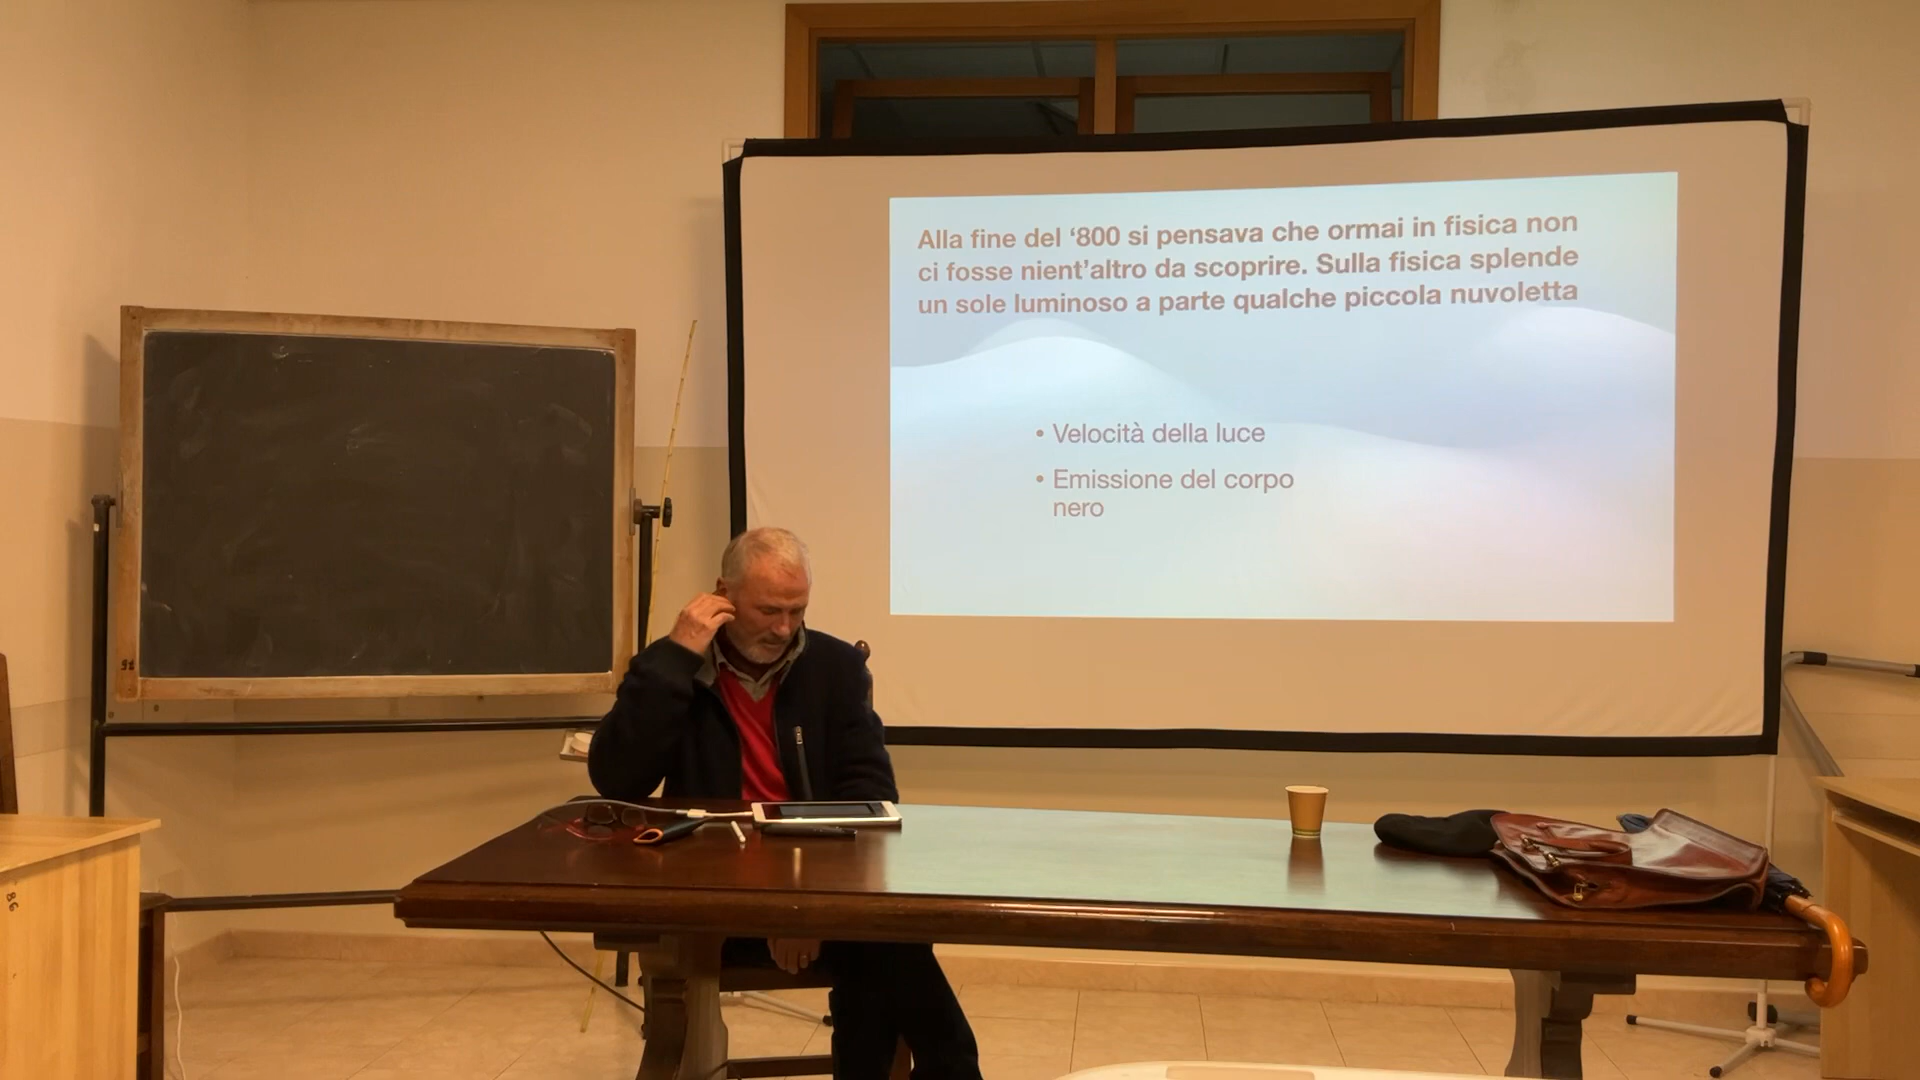 Alla fine del ‘800 si pensava che ormai in fisica non
ci fosse nient’altro da scoprire. Sulla fisica splende
un sole luminoso a parte qualche piccola nuvoletta
• Velocità della luce
• Emissione del corpo
nero
86